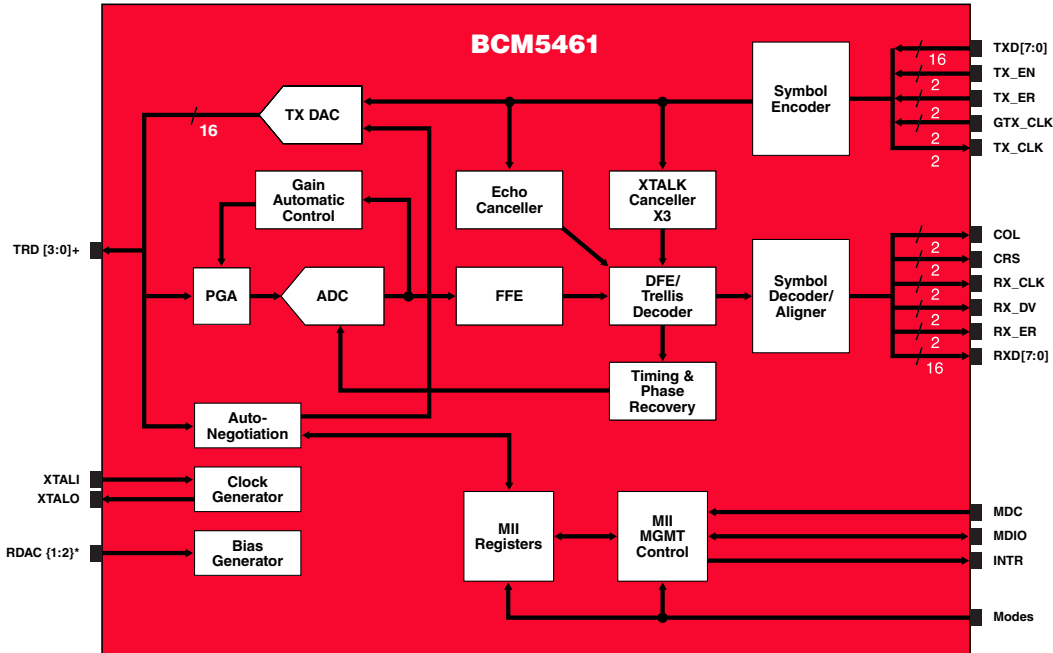 BCM5461
TXD[7:0]
16
TX_EN
2
TX_ER
2
GTX_CLK
2
TX_CLK
2
Symbol
Encoder
TX DAC
16
Gain
Automatic
Control
Echo
Canceller
XTALK
Canceller
X3
TRD [3:0]+
PGA
ADC
FFE
DFE/
Trellis
Decoder
Symbol
Decoder/
Aligner
COL
2
CRS
2
RX_CLK
2
RX_DV
2
RX_ER
2
RXD[7:0]
16
Timing &
Phase
Recovery
Auto-
Negotiation
XTALI
XTALO
Clock
Generator
RDAC {1:2}*
Bias
Generator
MII
Registers
MII
MGMT
Control
MDC
MDIO
INTR
Modes